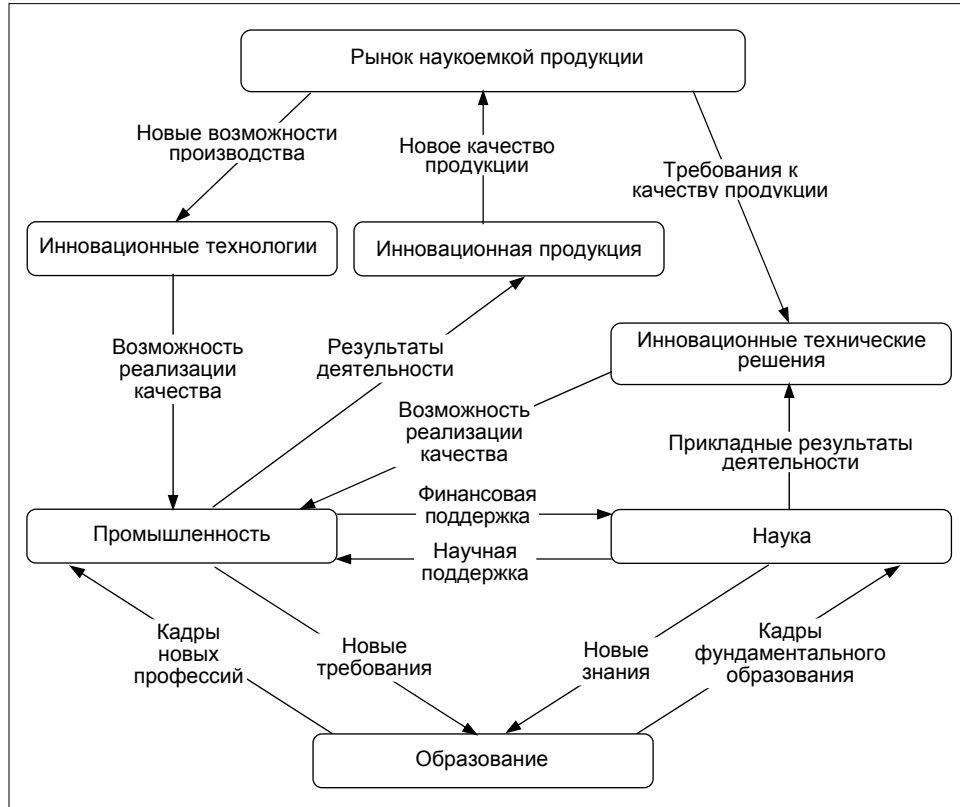 Рынок наукоемкой продукции
Новые возможности
производства
Новое качество
продукции
Требования к
качеству продукции
Инновационные технологии
Инновационная продукция
Возможность
реализации
качества
Результаты
деятельности
Инновационные технические
решения
Возможность
реализации
качества
Прикладные результаты
деятельности
Финансовая
поддержка
Промышленность
Наука
Научная
поддержка
Кадры
новых
профессий
Новые
требования
Новые
знания
Кадры
фундаментального
образования
Образование